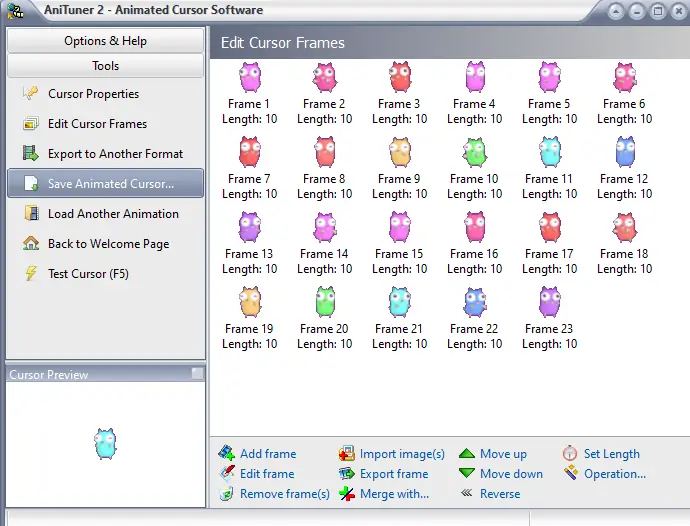 AniTuner 2 - Animated Cursor Software
Options & Help
Tools
Cursor Properties
Edit Cursor Frames
Export to Another Format
Save Animated Cursor...
Load Another Animation
Back to Welcome Page
Test Cursor (F5)
Cursor Preview
Edit Cursor Frames
Frame 1 Frame 2 Frame 3 Frame 4 Frame 5 Frame 6
Length: 10 Length: 10 Length: 10 Length: 10 Length: 10 Length: 10
Frame 7 Frame 8 Frame 9 Frame 10 Frame 11 Frame 12
Length: 10 Length: 10 Length: 10 Length: 10 Length: 10 Length: 10
Frame 13 Frame 14 Frame 15 Frame 16 Frame 17 Frame 18
Length: 10 Length: 10 Length: 10 Length: 10 Length: 10 Length: 10
Frame 19 Frame 20 Frame 21 Frame 22 Frame 23
Length: 10 Length: 10 Length: 10 Length: 10 Length: 10
Add frame Import image(s) Move up Set Length
Edit frame Export frame Move down Operation...
Remove frame(s) Merge with... Reverse